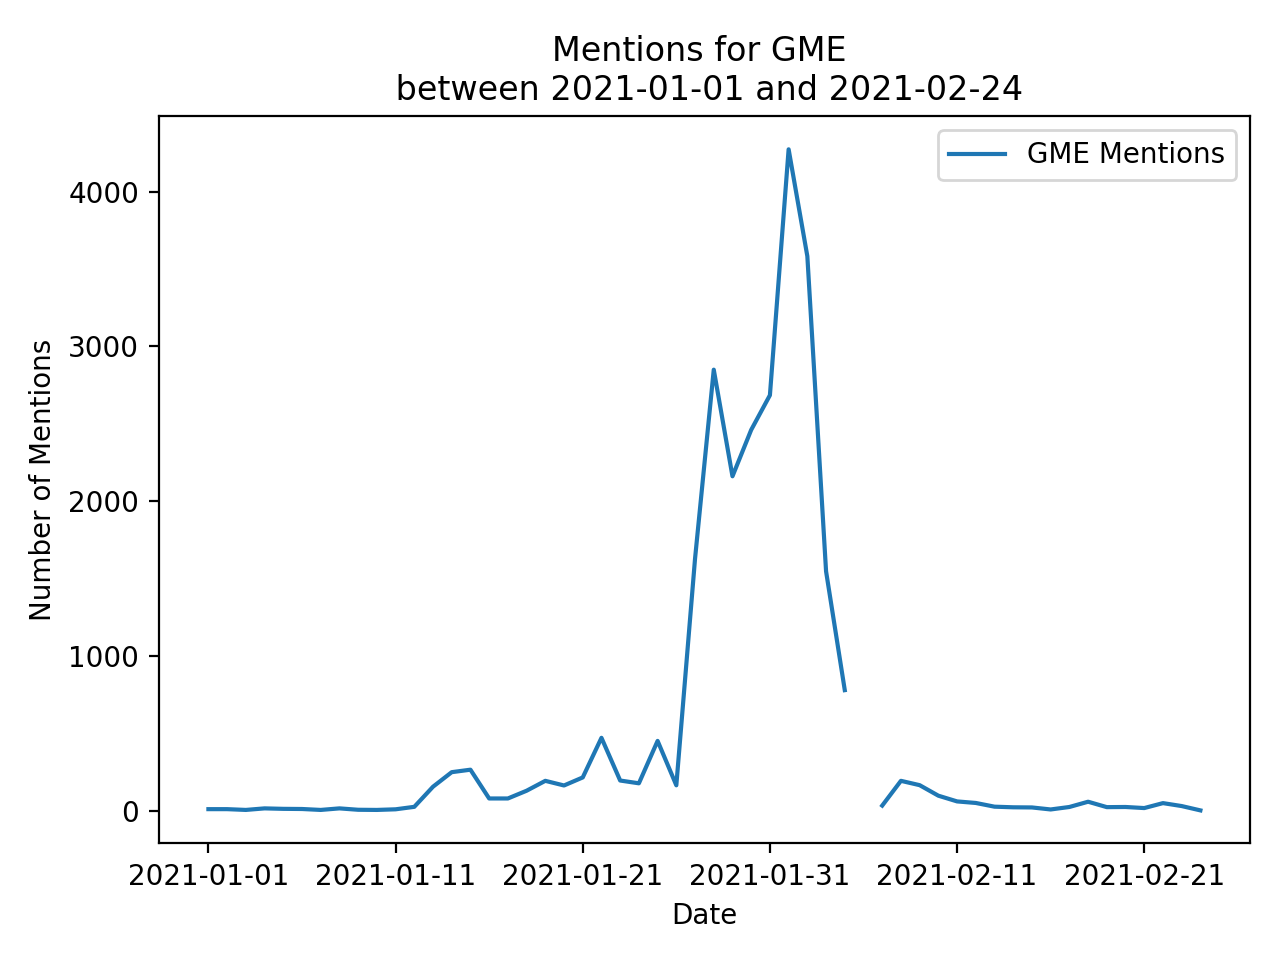 Mentions for GME
between 2021-01-01 and 2021-02-24
GME Mentions
4000
3000
2000
1000
0
Number of Mentions
2021-01-01 2021-01-11 2021-01-21 2021-01-31 2021-02-11 2021-02-21
Date